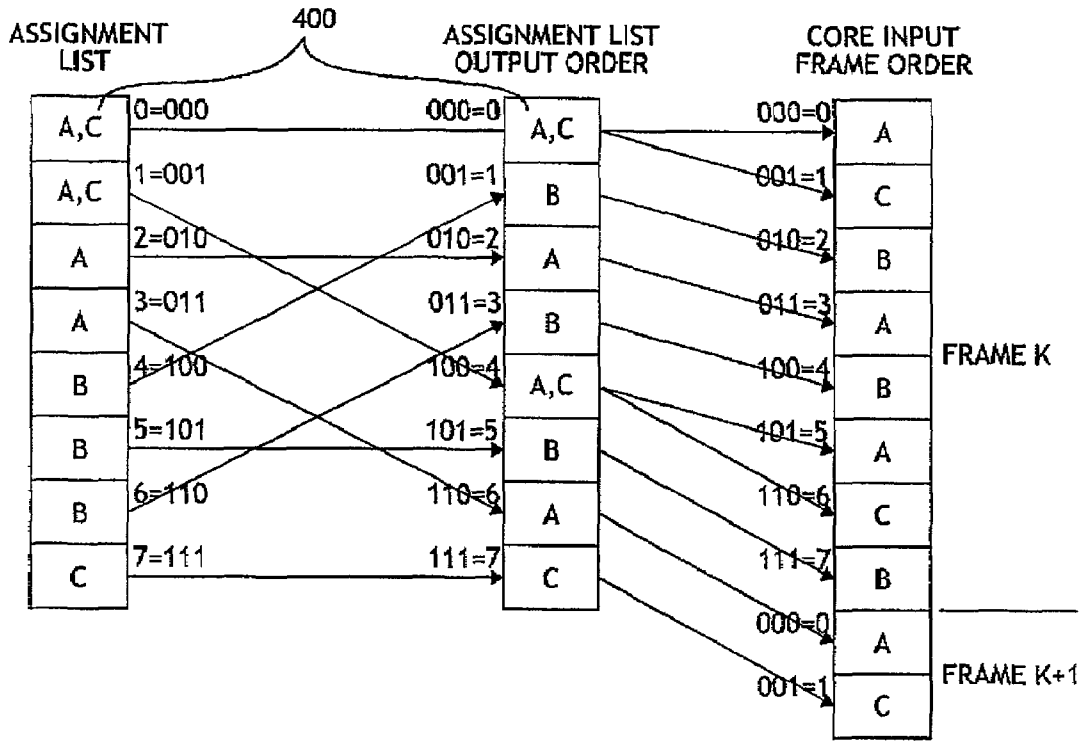 400
ASSIGNMENT
LIST
ASSIGNMENT LIST
OUTPUT ORDER
CORE INPUT
FRAME ORDER
A,C
0=000
000=0
A,C
000=0
A
A,C
1=001
001=1
B
001=1
C
A
2=010
010=2
A
010=2
B
A
3=011
011=3
B
011=3
A
B
4=100
100=4
A,C
100=4
B
FRAME K
B
5=101
101=5
B
101=5
A
B
6=110
110=6
A
110=6
C
C
7=111
111=7
C
111=7
B
000=0
A
001=1
C
FRAME K+1